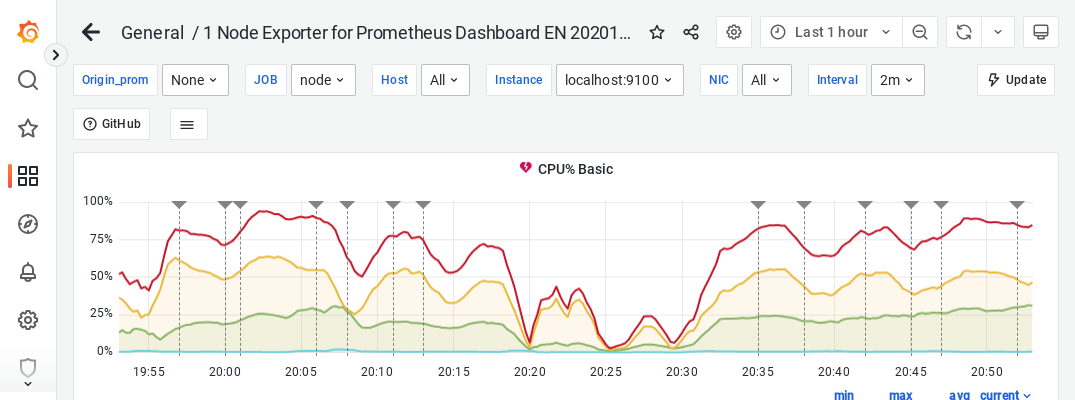 General / 1 Node Exporter for Prometheus Dashboard EN 20201...
Last 1 hour
Origin_prom None JOB node Host All Instance localhost:9100 NIC All Interval 2m Update
GitHub
CPU% Basic
100%
75%
50%
25%
0%
19:55 20:00 20:05 20:10 20:15 20:20 20:25 20:30 20:35 20:40 20:45 20:50
min max avg current